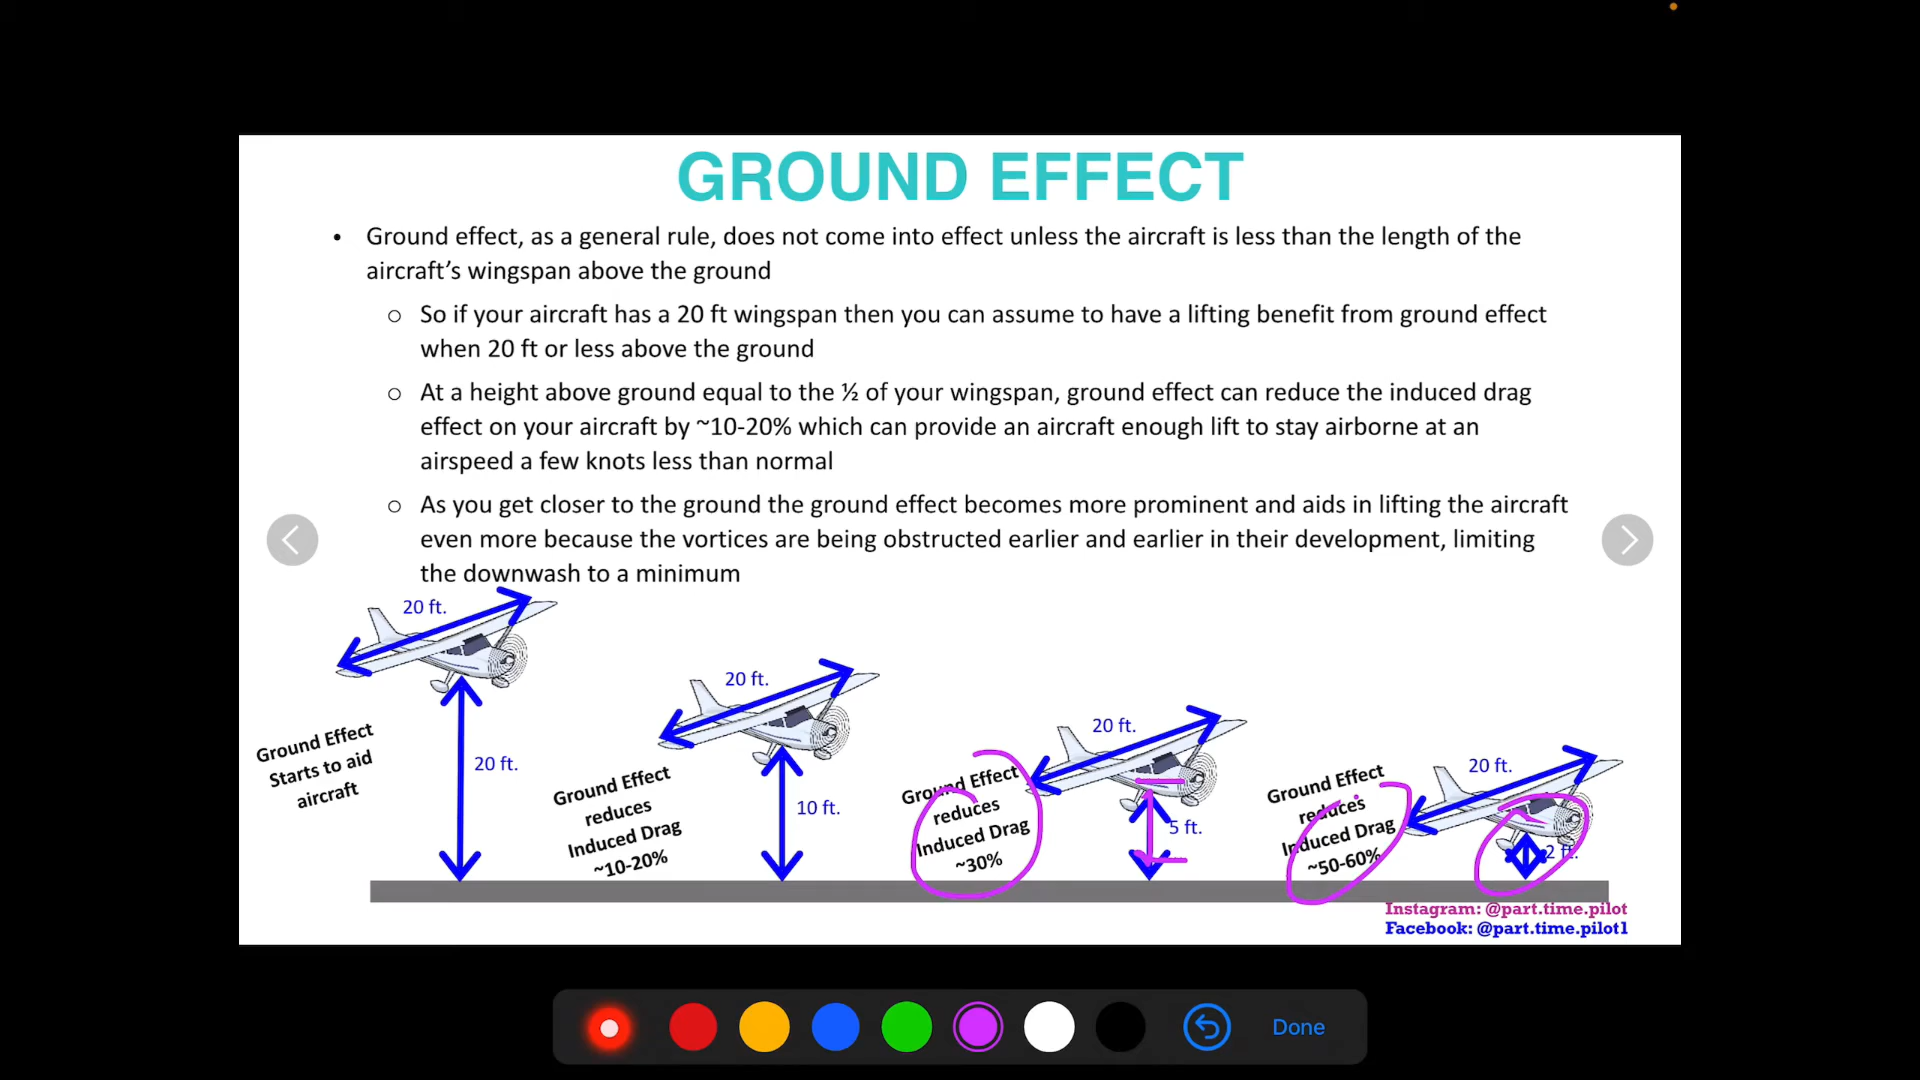 GROUND EFFECT
• Ground effect, as a general rule, does not come into effect unless the aircraft is less than the length of the
aircraft's wingspan above the ground
o So if your aircraft has a 20 ft wingspan then you can assume to have a lifting benefit from ground effect
when 20 ft or less above the ground
o At a height above ground equal to the ½ of your wingspan, ground effect can reduce the induced drag
effect on your aircraft by ~10-20% which can provide an aircraft enough lift to stay airborne at an
airspeed a few knots less than normal
o As you get closer to the ground the ground effect becomes more prominent and aids in lifting the aircraft
even more because the vortices are being obstructed earlier and earlier in their development, limiting
the downwash to a minimum
20 ft.
Ground Effect
Starts to aid
aircraft
20 ft.
20 ft.
Ground Effect
reduces
Induced Drag
~10-20%
10 ft.
20 ft.
Ground Effect
reduces
Induced Drag
~30%
5 ft.
20 ft.
Ground Effect
reduces
Induced Drag
~50-60%
2 ft.
Instagram: @part.time.pilot
Facebook: @part.time.pilot1
Done